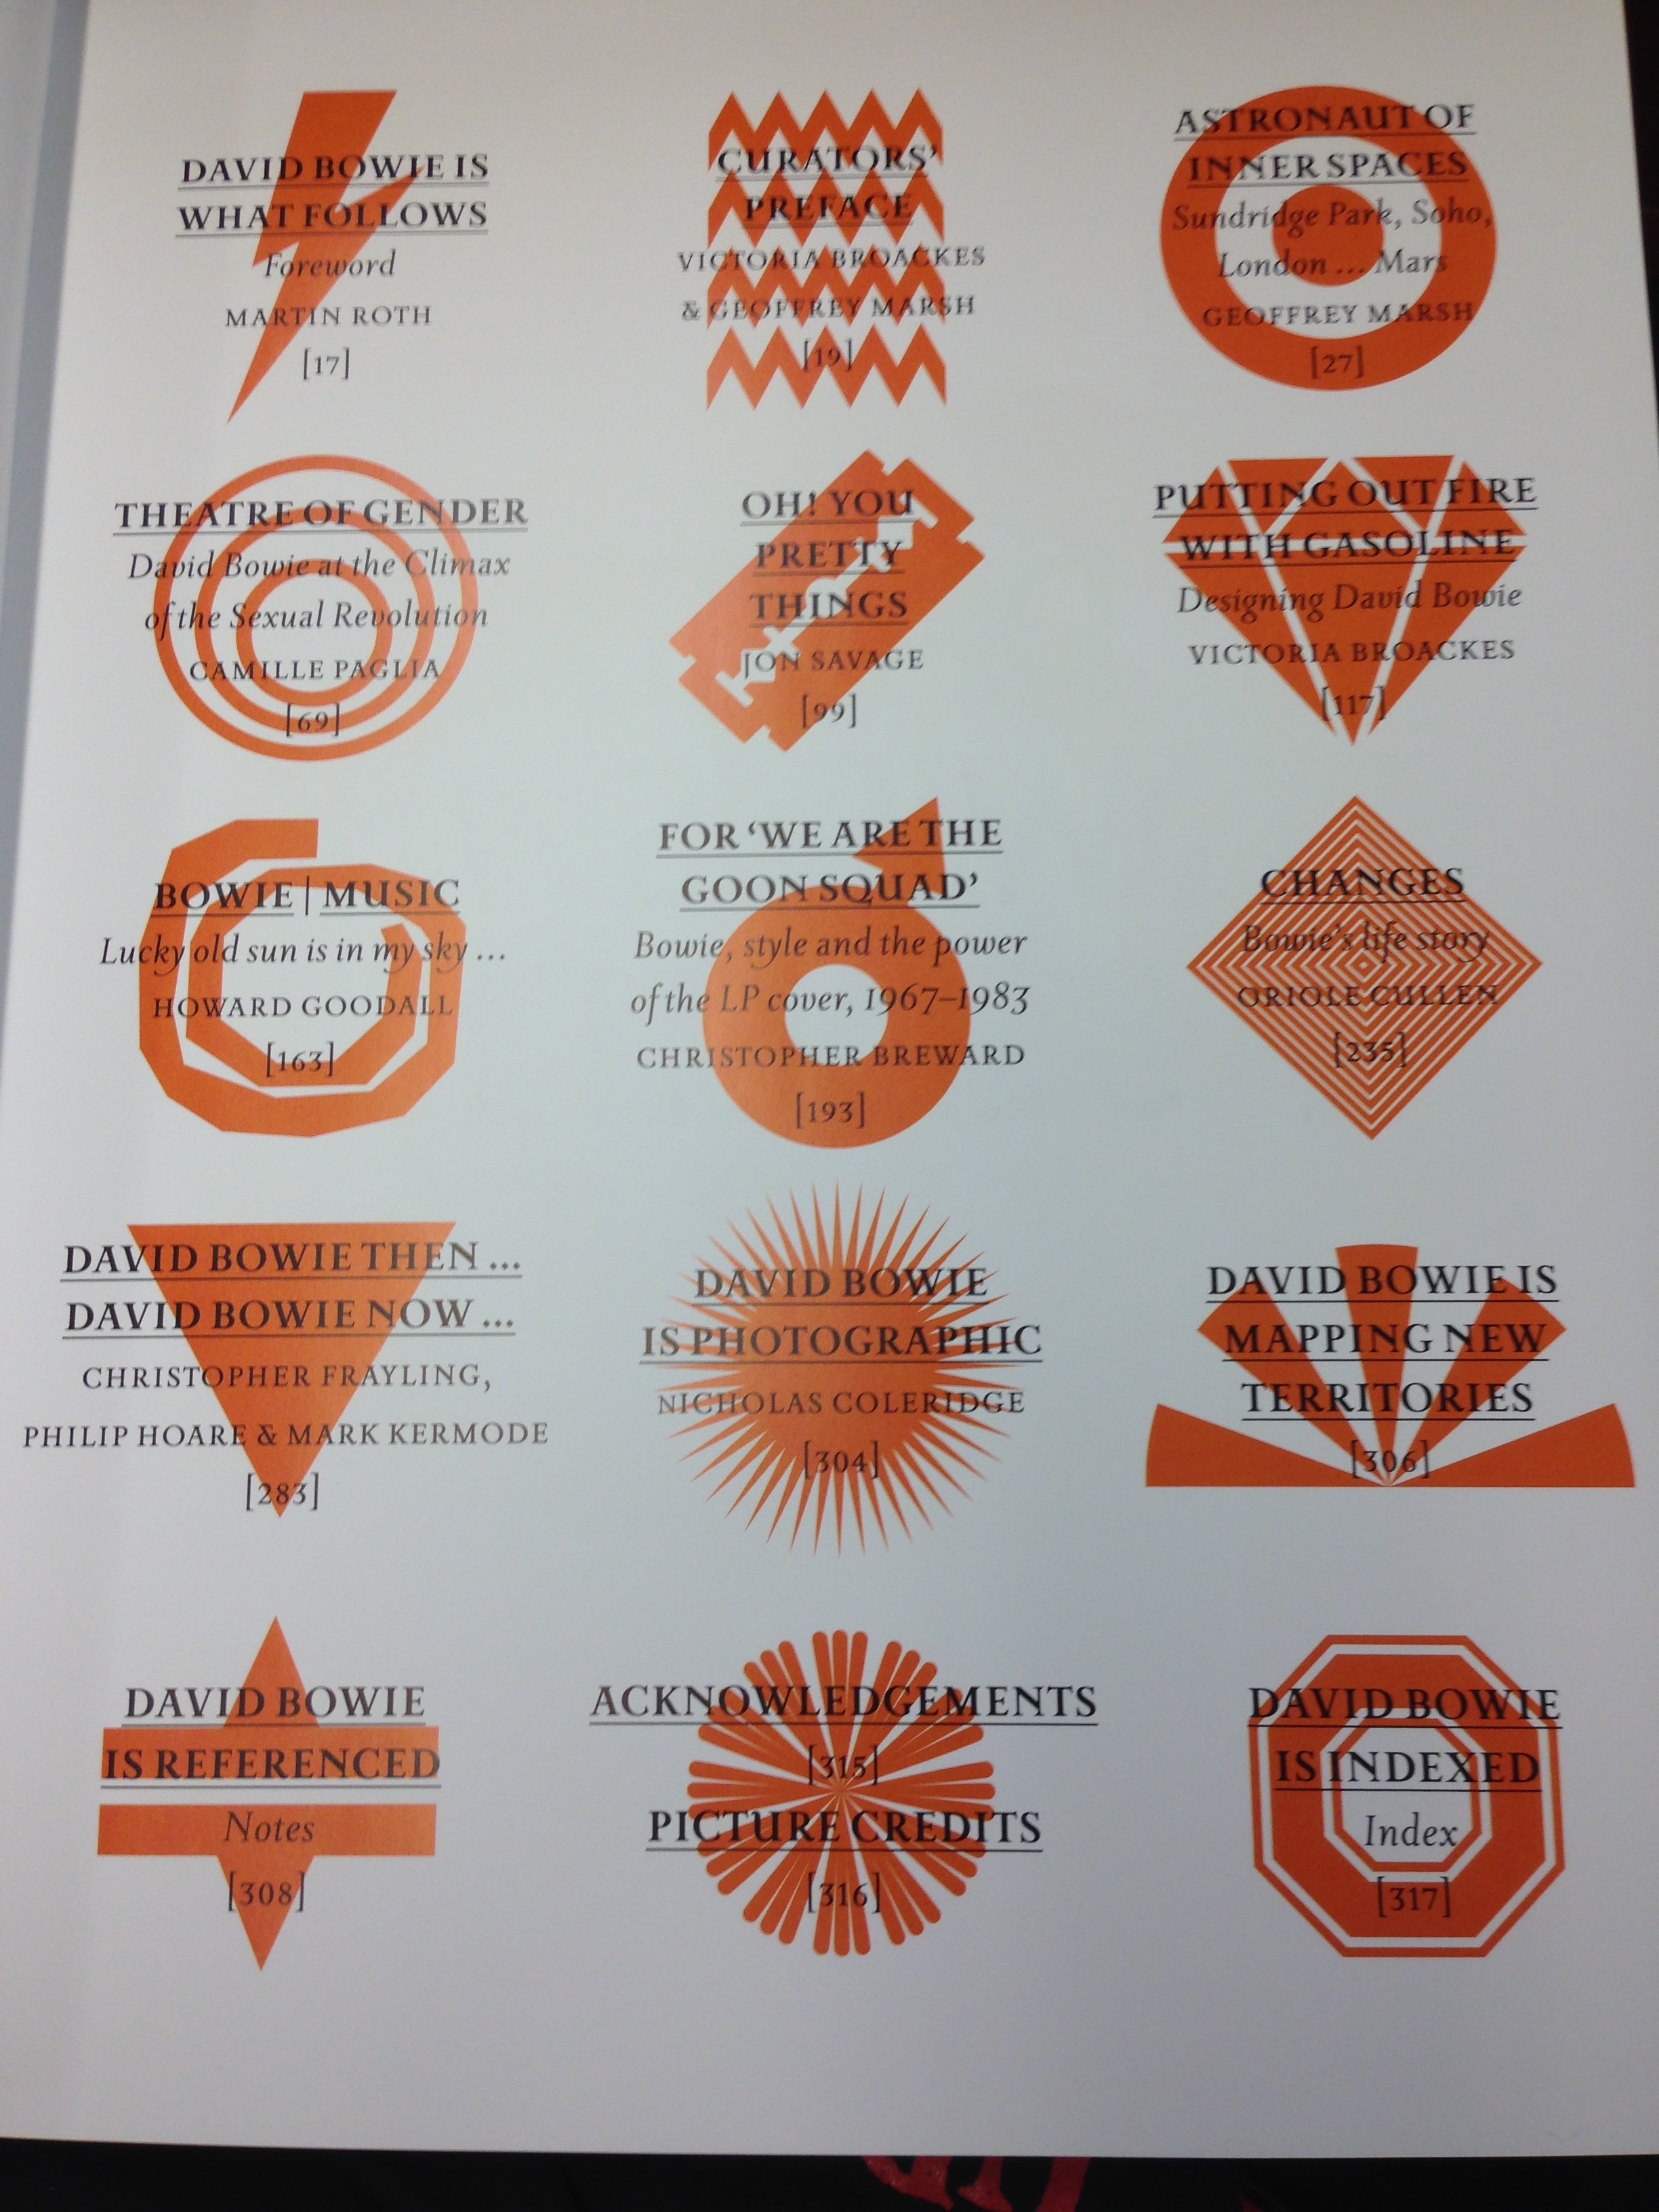 DAVID BOWIE IS
WHAT FOLLOWS
Foreword
MARTIN ROTH
[17]
CURATORS'
PREFACE
VICTORIA BROACKES
& GEOFFREY MARSH
[19]
ASTRONAUT OF
INNER SPACES
Sundridge Park, Soho,
London ... Mars
GEOFFREY MARSH
[27]
THEATRE OF GENDER
David Bowie at the Climax
of the Sexual Revolution
CAMILLE PAGLIA
[69]
OH! YOU
PRETTY
THINGS
JON SAVAGE
[99]
PUTTING OUT FIRE
WITH GASOLINE
Designing David Bowie
VICTORIA BROACKES
[117]
BOWIE | MUSIC
Lucky old sun is in my sky ...
HOWARD GOODALL
[163]
FOR ‘WE ARE THE
GOON SQUAD’
Bowie, style and the power
of the LP cover, 1967–1983
CHRISTOPHER BREWARD
[193]
CHANGES
Bowie's life story
ORIOLE CULLEN
[235]
DAVID BOWIE THEN ...
DAVID BOWIE NOW ...
CHRISTOPHER FRAYLING,
PHILIP HOARE & MARK KERMODE
[283]
DAVID BOWIE
IS PHOTOGRAPHIC
NICHOLAS COLERIDGE
[304]
DAVID BOWIE IS
MAPPING NEW
TERRITORIES
[306]
DAVID BOWIE
IS REFERENCED
Notes
[308]
ACKNOWLEDGEMENTS
[315]
PICTURE CREDITS
[316]
DAVID BOWIE
IS INDEXED
Index
[317]